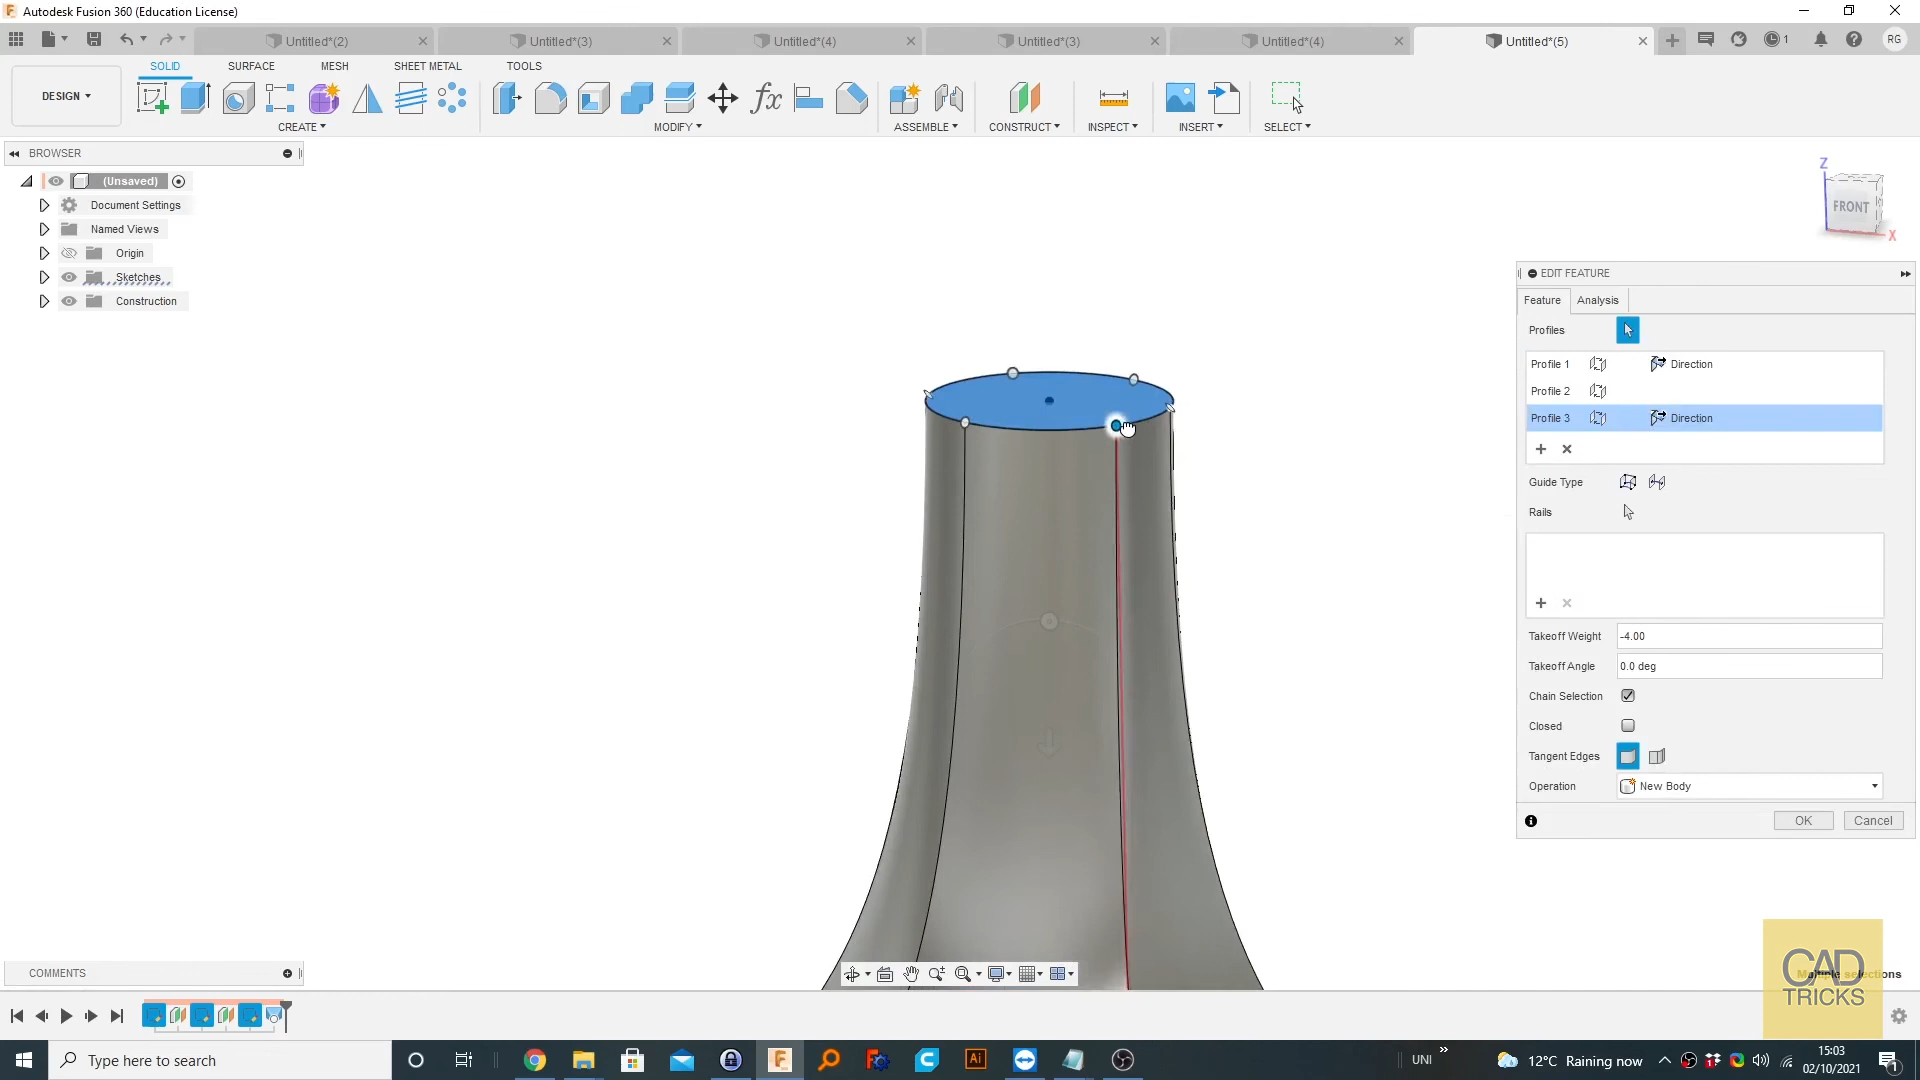 Autodesk Fusion 360 (Education License)
Untitled*(2)
Untitled*(3)
Untitled*(4)
Untitled*(3)
Untitled*(4)
Untitled*(5)
1
RG
DESIGN
SOLID
SURFACE
MESH
SHEET METAL
TOOLS
CREATE
MODIFY
ASSEMBLE
CONSTRUCT
INSPECT
INSERT
SELECT
BROWSER
(Unsaved)
Document Settings
Named Views
Origin
Sketches
Construction
Z
FRONT
X
EDIT FEATURE
Feature Analysis
Profiles
Profile 1 Direction
Profile 2
Profile 3 Direction
Guide Type
Rails
Takeoff Weight -4.00
Takeoff Angle 0.0 deg
Chain Selection
Closed
Tangent Edges
Operation New Body
OK Cancel
COMMENTS
CAD
TRICKS
Type here to search
Ai
UNI
12°C Raining now
15:03
02/10/2021
1